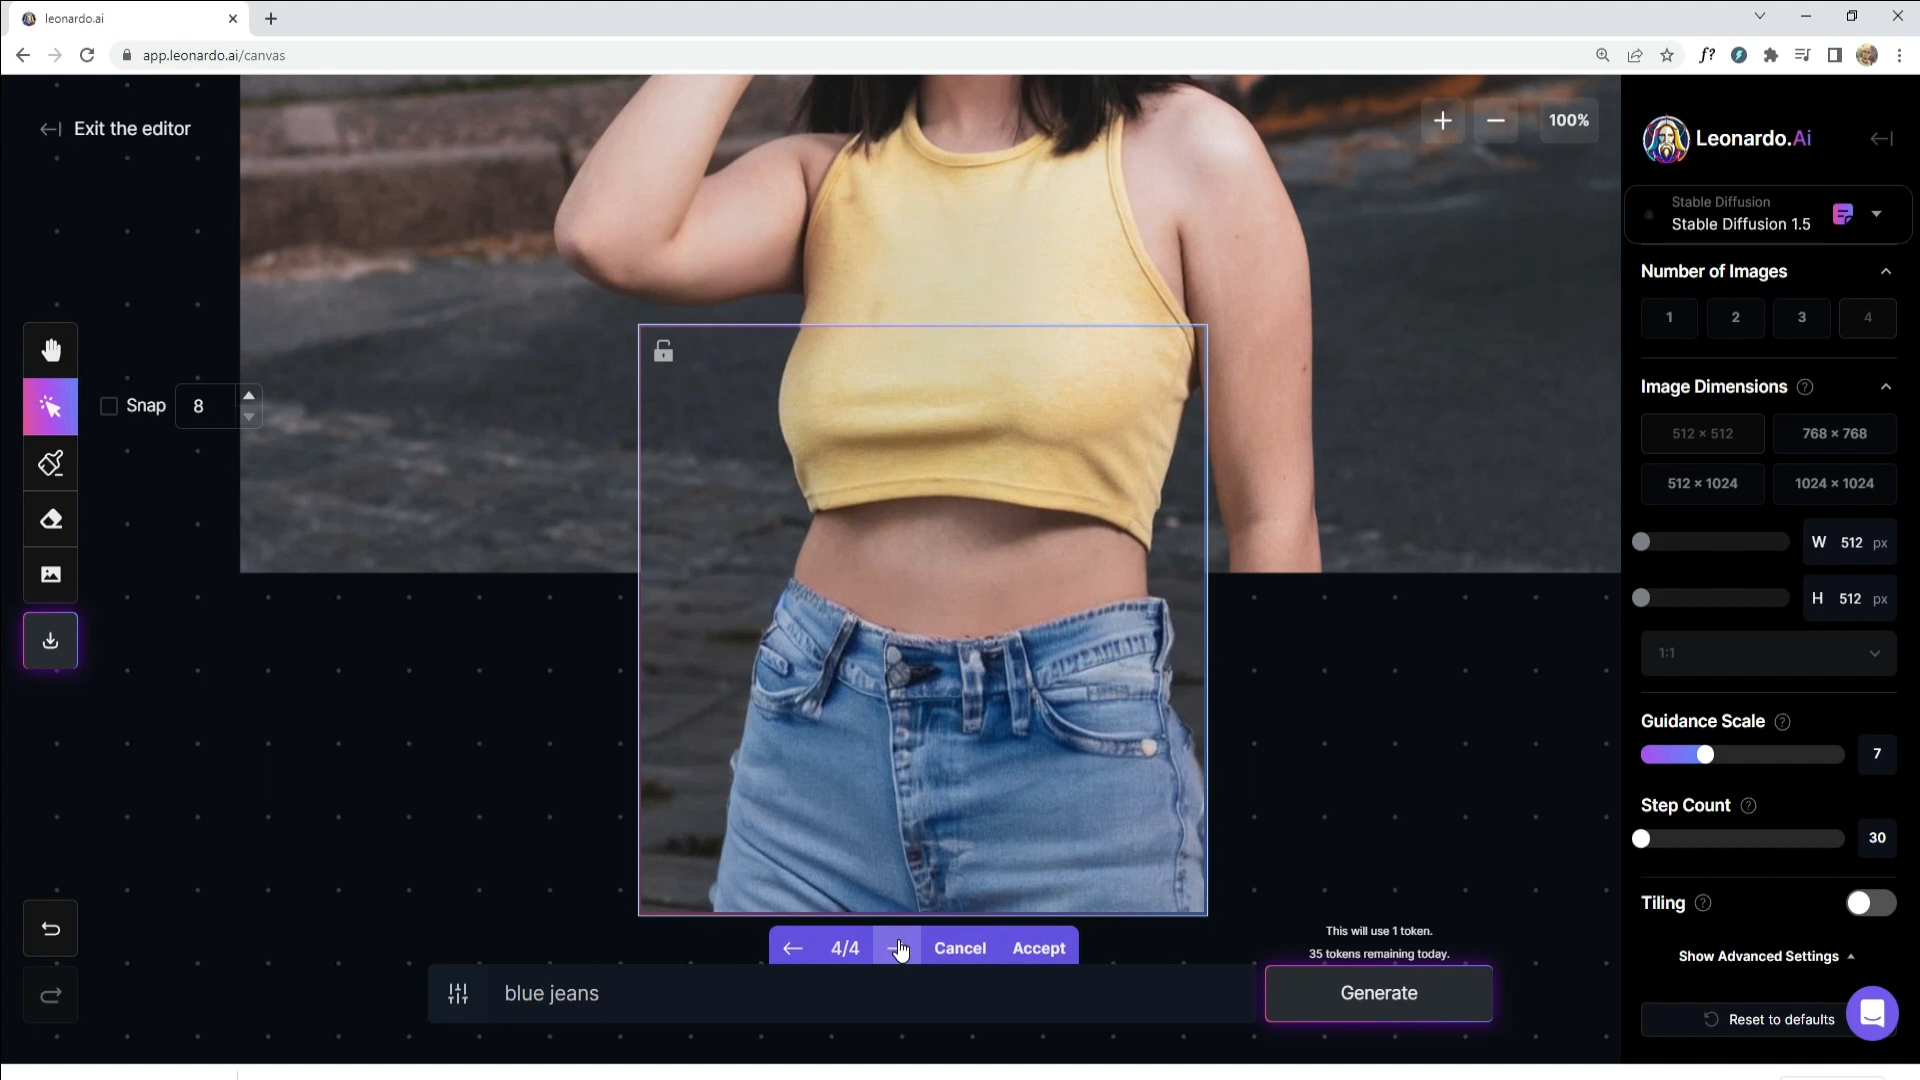 leonardo.ai
app.leonardo.ai/canvas
f?
Exit the editor
100%
Leonardo.Ai
Stable Diffusion
Stable Diffusion 1.5
Number of Images
1 2 3 4
Image Dimensions ?
512 × 512 768 × 768
512 × 1024 1024 × 1024
Snap 8
W 512 px
H 512 px
1:1
Guidance Scale ?
7
Step Count ?
30
Tiling ?
Show Advanced Settings
Reset to defaults
4/4 Cancel Accept
This will use 1 token.
35 tokens remaining today.
blue jeans
Generate